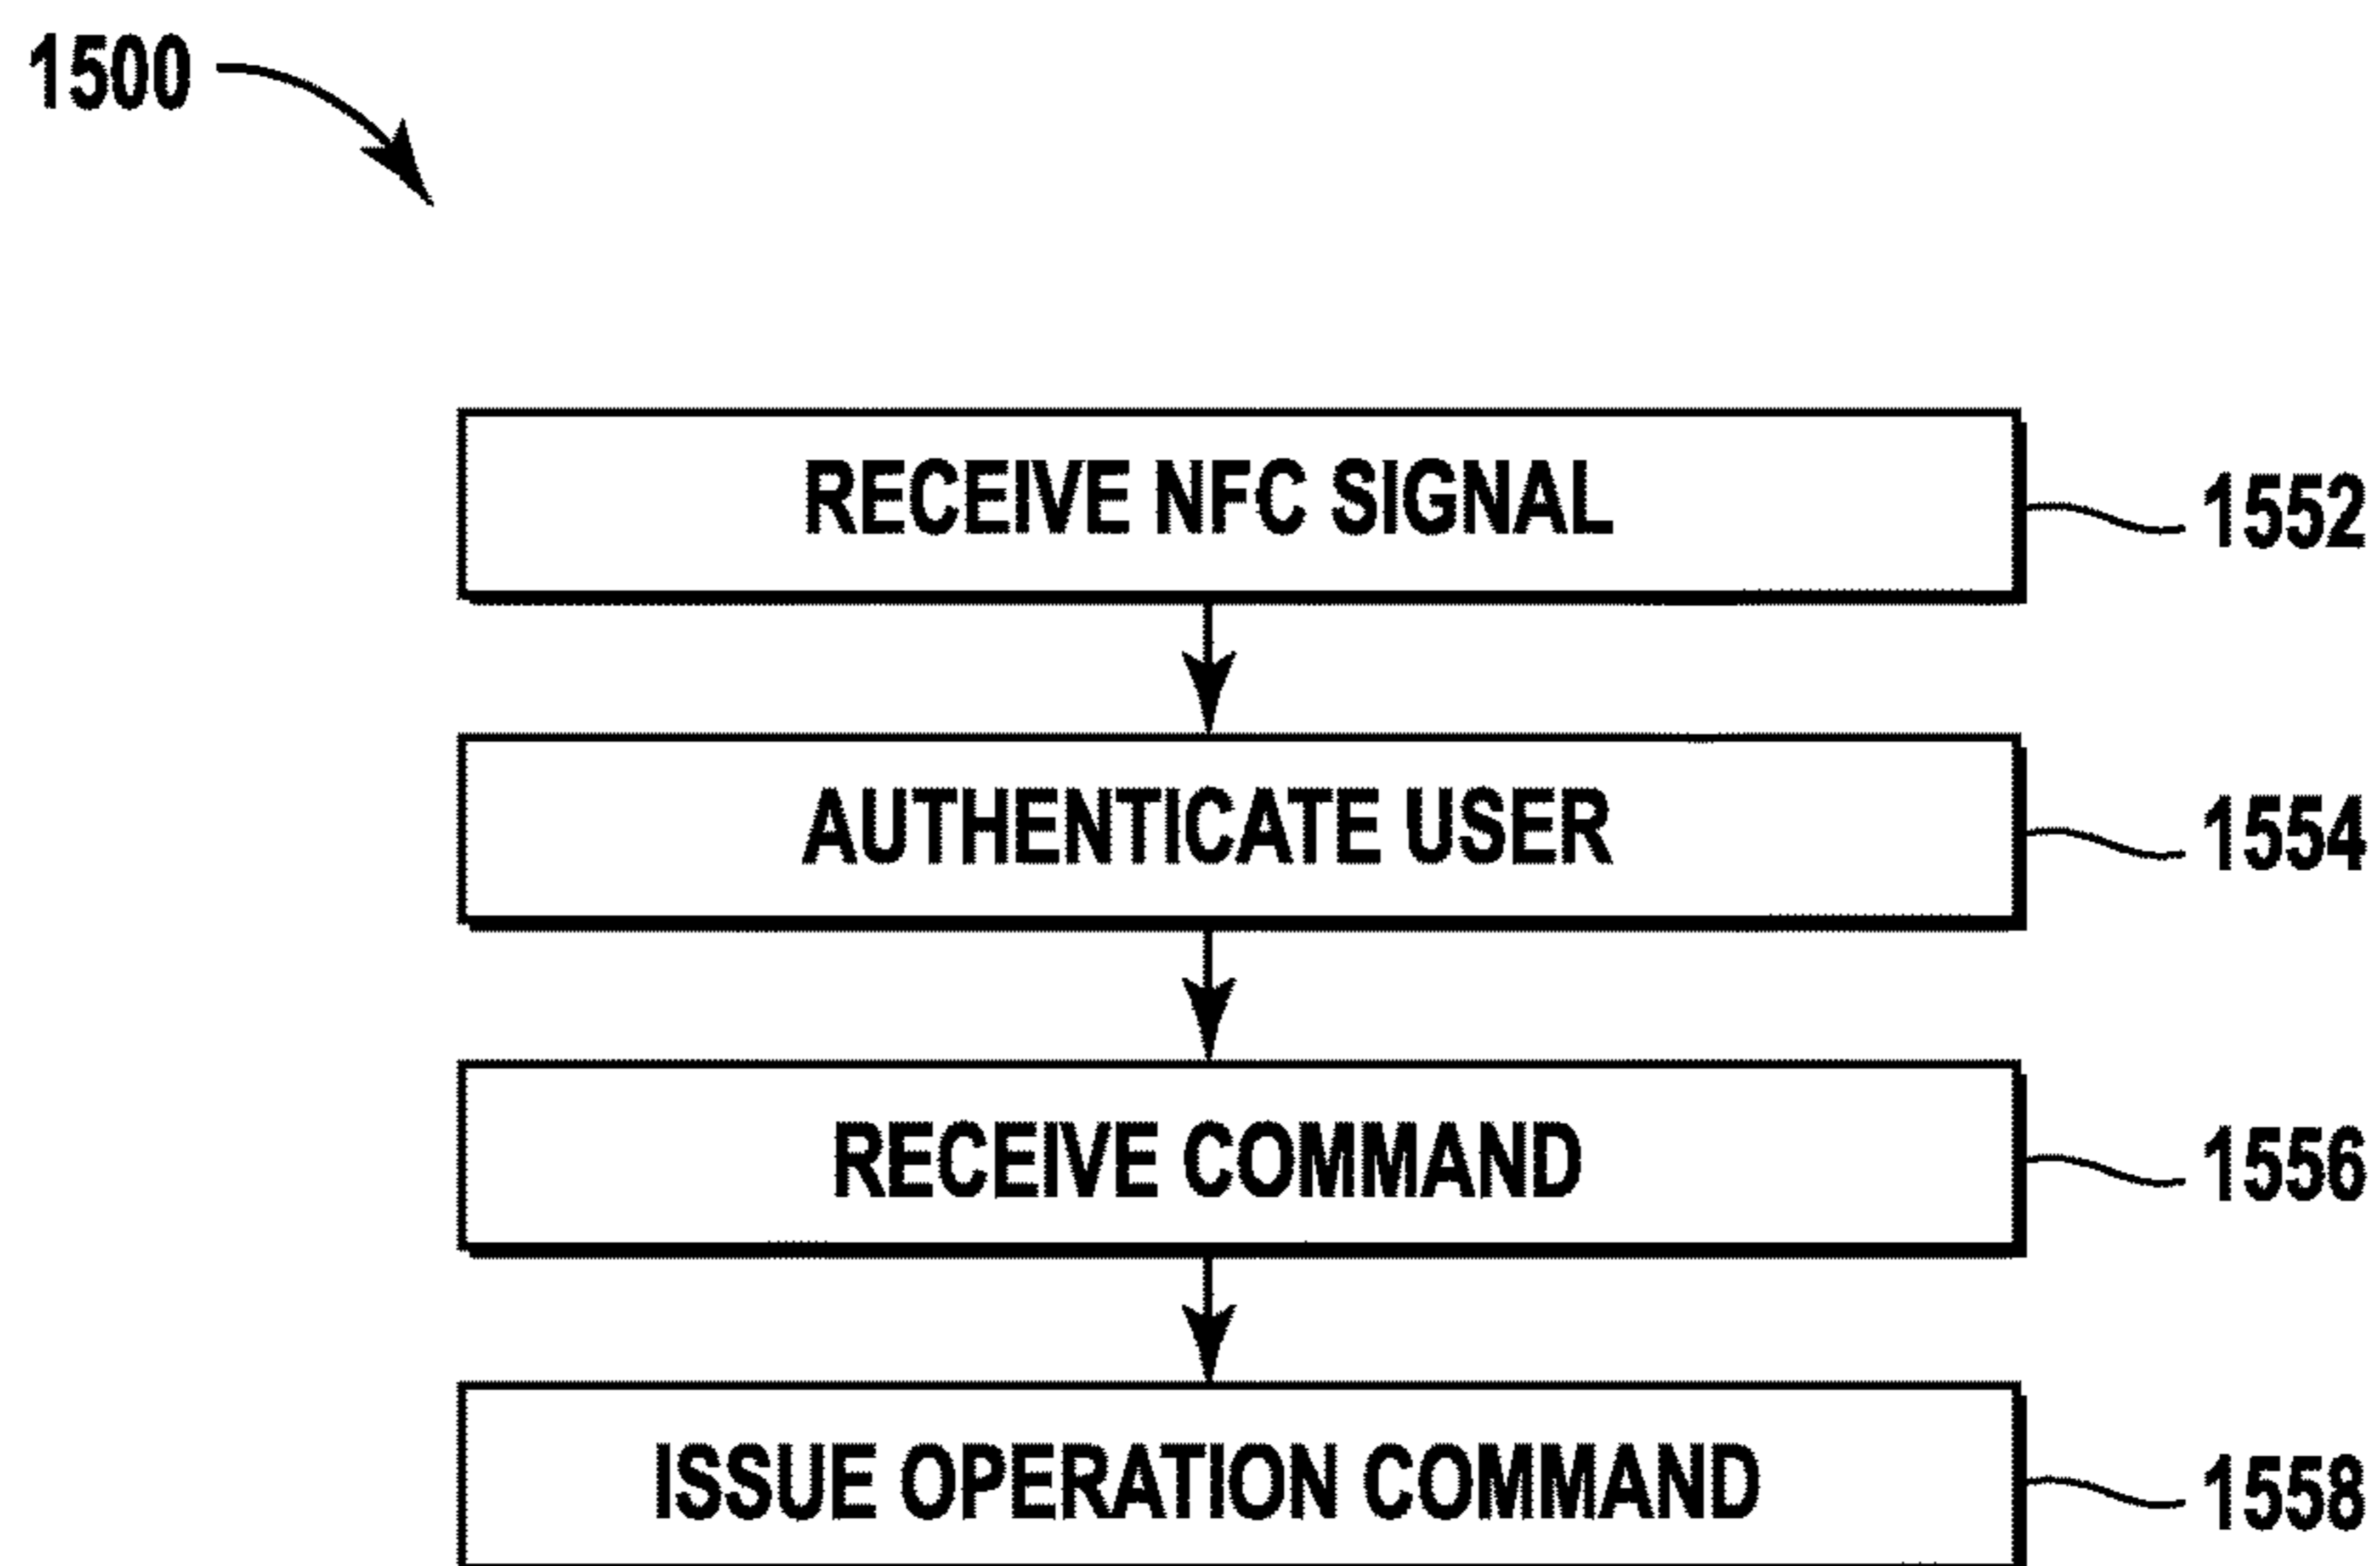 1500
RECEIVE NFC SIGNAL
1552
AUTHENTICATE USER
1554
RECEIVE COMMAND
1556
ISSUE OPERATION COMMAND
1558